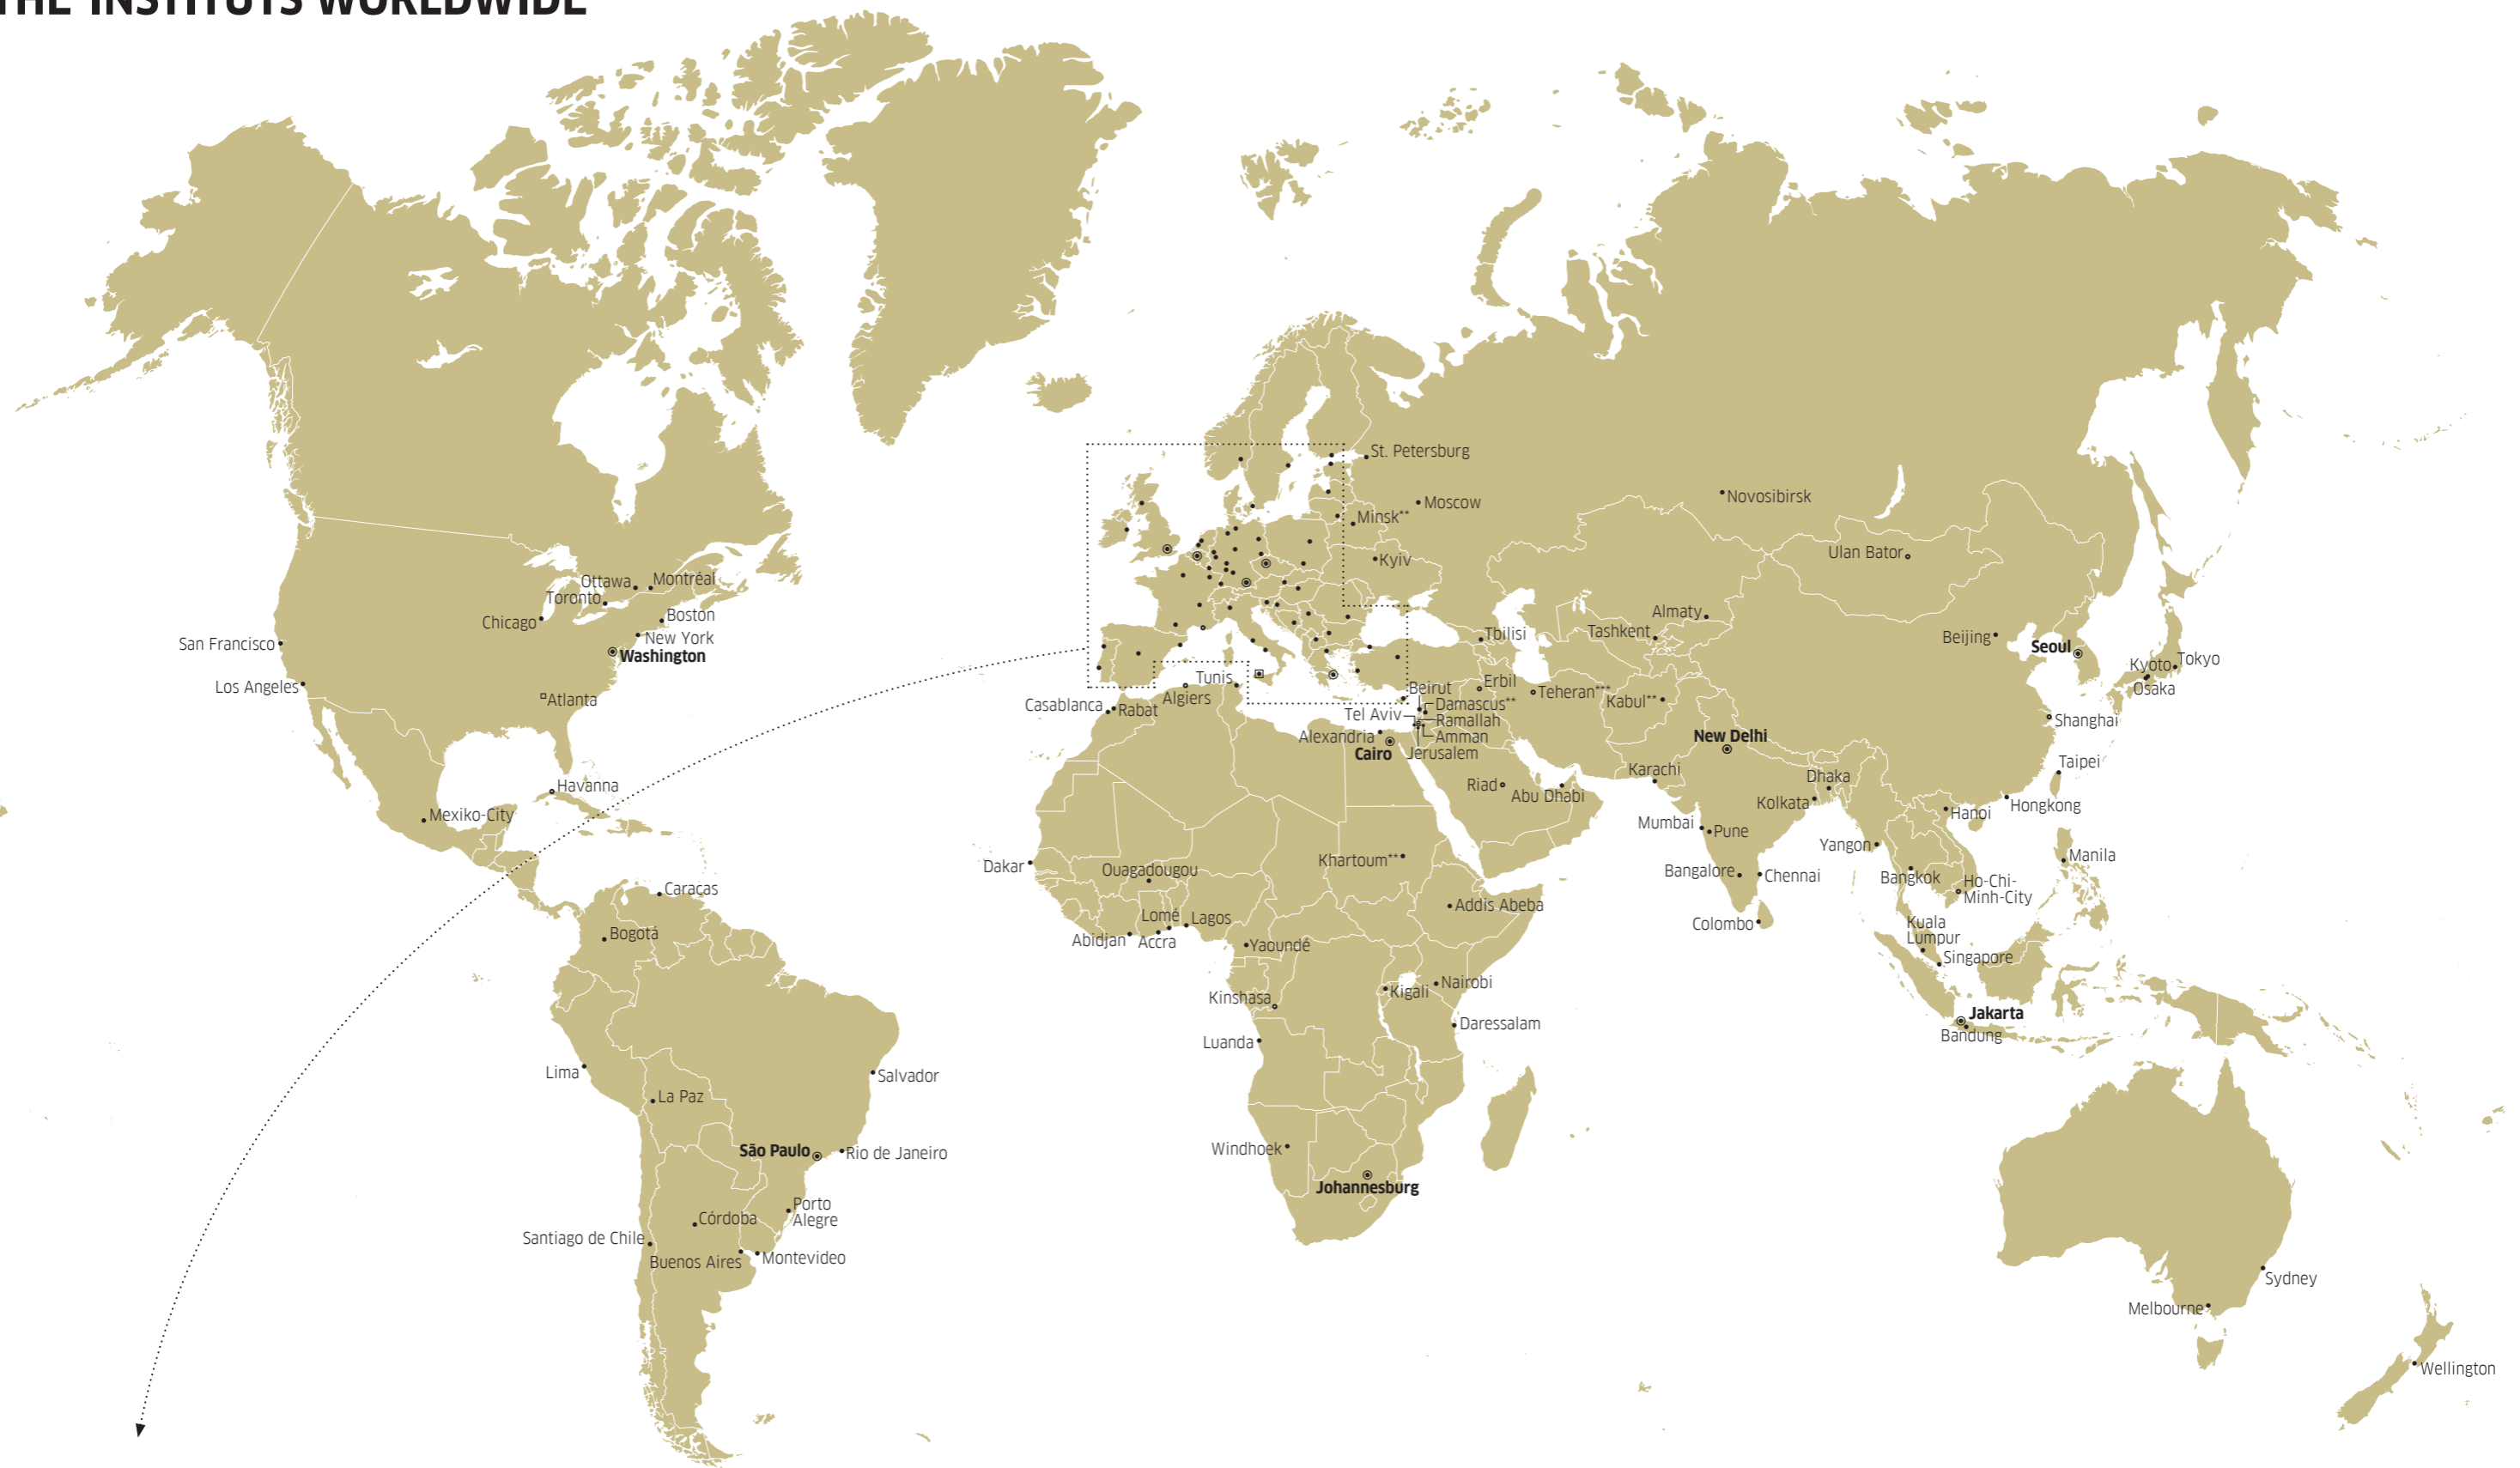 THE-INSTITUTS WORLDWIDE
St. Petersburg
Moscow
Novosibirsk
Minsk**
Kyiv
Ulan Bator
Ottawa
Montréal
Toronto
Boston
Chicago
New York
San Francisco
Washington
Los Angeles
Atlanta
Almaty
Tashkent
Tbilisi
Beijing
Seoul
Kyoto
Tokyo
Osaka
Tunis
Algiers
Casablanca
Rabat
Beirut
Erbil
Teheran***
Kabul**
Damascus**
Tel Aviv
Ramallah
Alexandria
Amman
Cairo
Jerusalem
Shanghai
New Delhi
Taipei
Karachi
Dhaka
Riad
Abu Dhabi
Kolkata
Hanoi
Hongkong
Havanna
Mexiko-City
Mumbai
Pune
Yangon
Manila
Dakar
Khartoum**
Ouagadougou
Bangalore
Chennai
Bangkok
Ho-Chi-
Minh-City
Caracas
Addis Abeba
Lomé
Lagos
Colombo
Kuala
Lumpur
Bogotá
Abidjan
Accra
Yaoundé
Singapore
Kinshasa
Kigali
Nairobi
Jakarta
Daressalam
Bandung
Luanda
Lima
Salvador
La Paz
São Paulo
Rio de Janeiro
Windhoek
Johannesburg
Porto
Alegre
Córdoba
Santiago de Chile
Buenos Aires
Montevideo
Sydney
Melbourne
Wellington